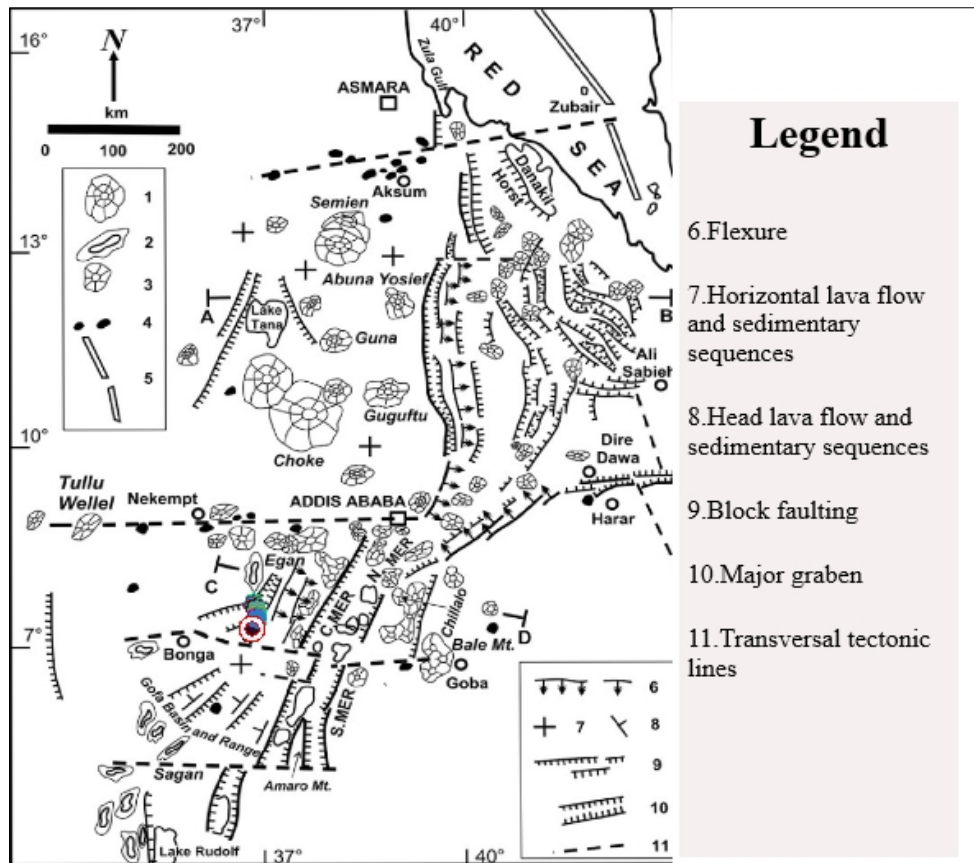 37°
40°
16°
N
km
0 100 200
1
2
3
4
5
ASMARA
Zula Gulf
RED
SEA
Zubair
Aksum
Danakil
Horst
Semien
13°
Abuna Yosief
A
Lake
Tana
B
Guna
Ali
Sabieh
Guguftu
10°
Choke
Dire
Dawa
Tullu
Wellel
Nekempt
ADDIS ABABA
Harar
Egan
N.MER
C
C.MER
Chillalo
D
7°
Bonga
Bale Mt.
Goba
Gofa Basin and Range
S.MER
6
7
8
9
10
11
Sagan
Amaro Mt.
Lake Rudolf
37°
40°
Legend
6.Flexure
7.Horizontal lava flow
and sedimentary
sequences
8.Head lava flow and
sedimentary sequences
9.Block faulting
10.Major graben
11.Transversal tectonic
lines